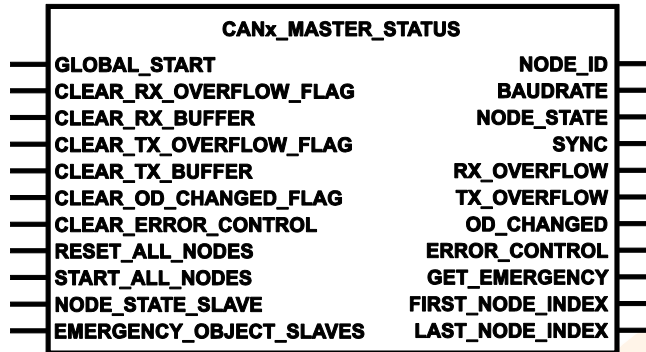 CANx_MASTER_STATUS
GLOBAL_START NODE_ID
CLEAR_RX_OVERFLOW_FLAG BAUDRATE
CLEAR_RX_BUFFER NODE_STATE
CLEAR_TX_OVERFLOW_FLAG SYNC
CLEAR_TX_BUFFER RX_OVERFLOW
CLEAR_OD_CHANGED_FLAG TX_OVERFLOW
CLEAR_ERROR_CONTROL OD_CHANGED
RESET_ALL_NODES ERROR_CONTROL
START_ALL_NODES GET_EMERGENCY
NODE_STATE_SLAVE FIRST_NODE_INDEX
EMERGENCY_OBJECT_SLAVES LAST_NODE_INDEX